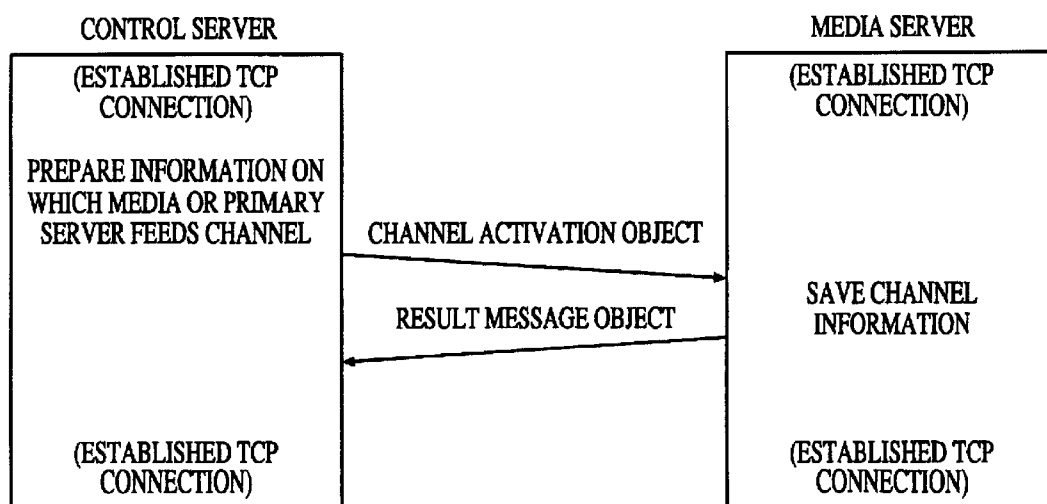 CONTROL SERVER
MEDIA SERVER
(ESTABLISHED TCP
CONNECTION)
(ESTABLISHED TCP
CONNECTION)
PREPARE INFORMATION ON
WHICH MEDIA OR PRIMARY
SERVER FEEDS CHANNEL
CHANNEL ACTIVATION OBJECT
SAVE CHANNEL
INFORMATION
RESULT MESSAGE OBJECT
(ESTABLISHED TCP
CONNECTION)
(ESTABLISHED TCP
CONNECTION)